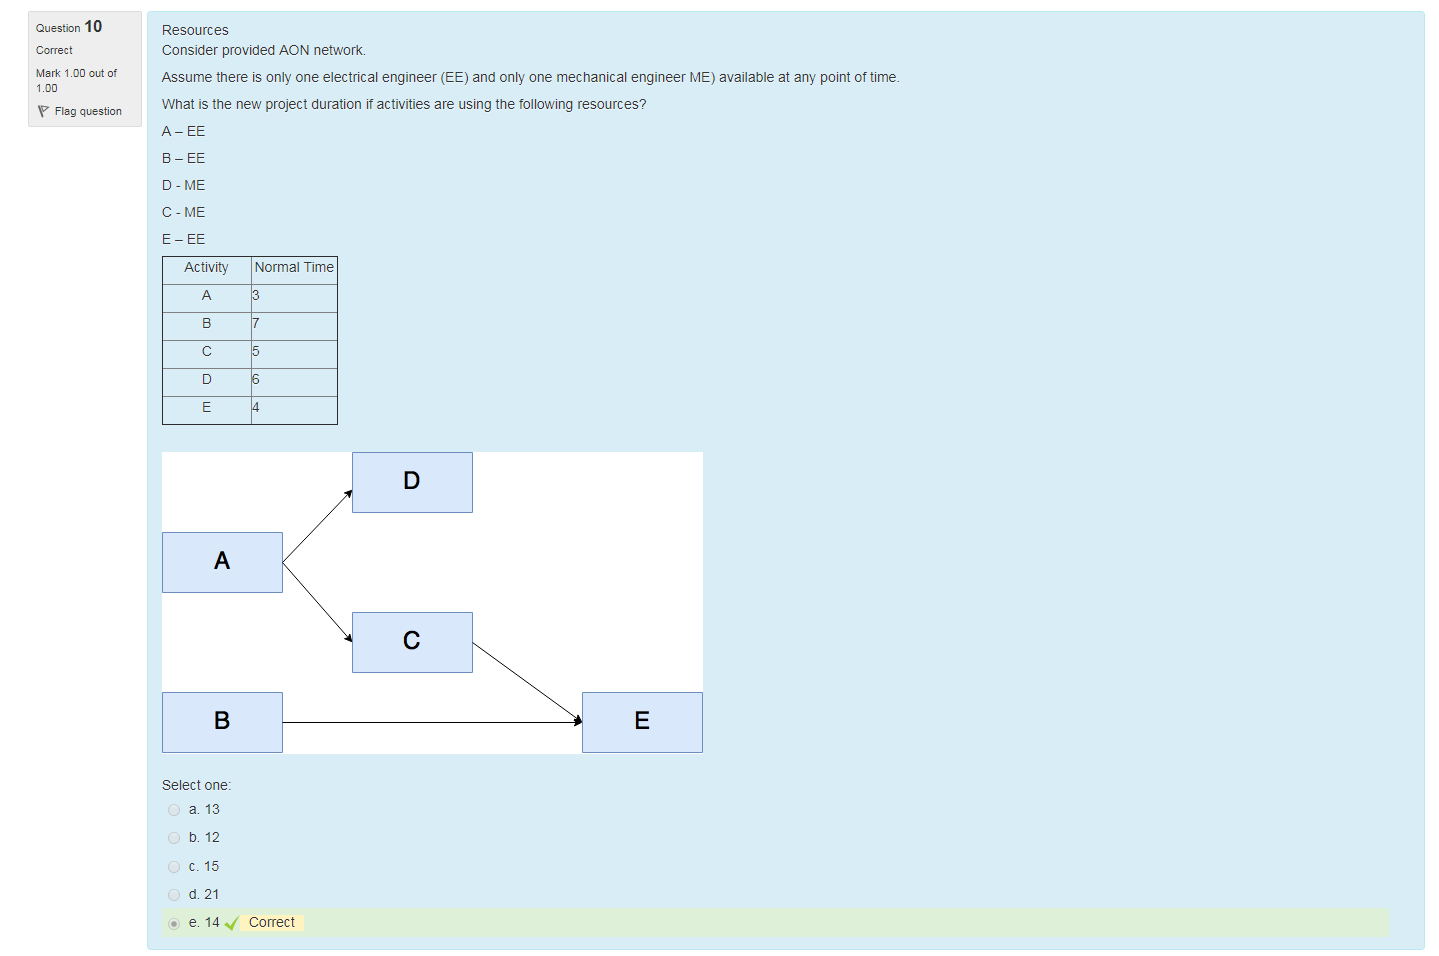 Question 10
Correct
Mark 1.00 out of
1.00
Flag question
Resources
Consider provided AON network.
Assume there is only one electrical engineer (EE) and only one mechanical engineer ME) available at any point of time.
What is the new project duration if activities are using the following resources?
A – EE
B – EE
D - ME
C - ME
E – EE
Activity Normal Time
A 3
B 7
C 5
D 6
E 4
D
A
C
B E
Select one:
a. 13
b. 12
c. 15
d. 21
e. 14 Correct